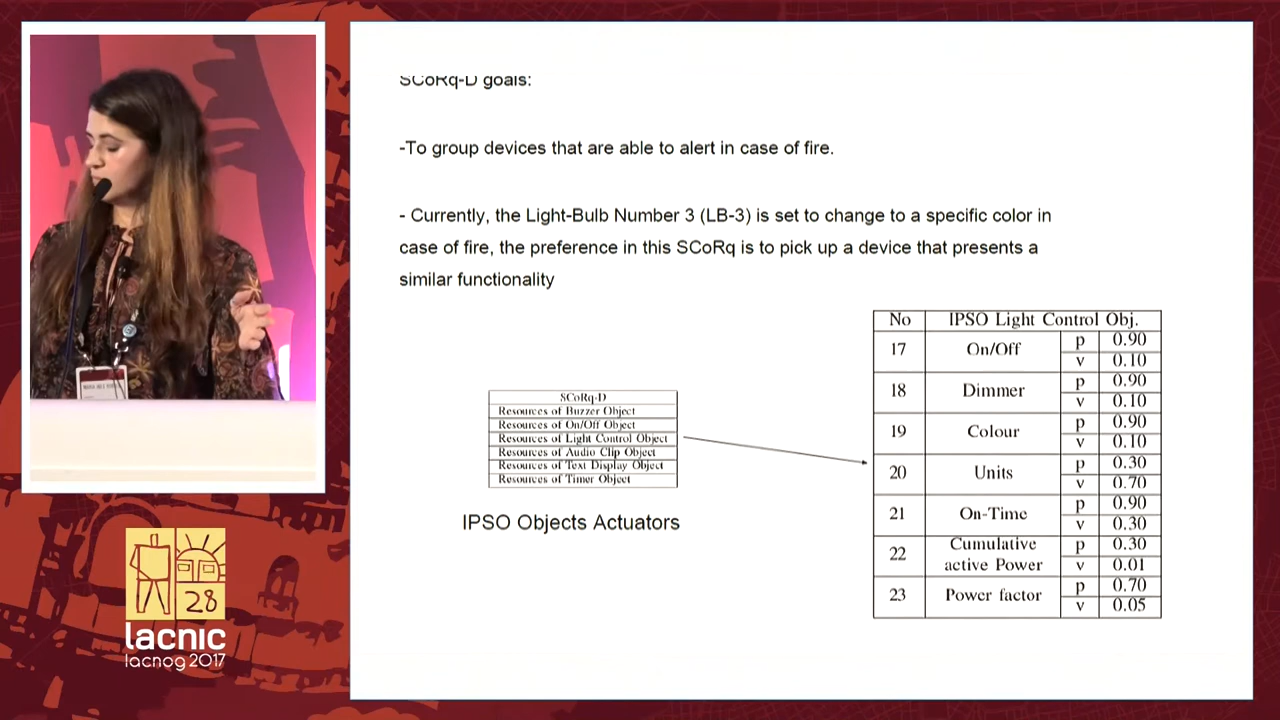 SCoRq-D goals:
-To group devices that are able to alert in case of fire.
- Currently, the Light-Bulb Number 3 (LB-3) is set to change to a specific color in
case of fire, the preference in this SCoRq is to pick up a device that presents a
similar functionality
SCoRq-D
Resources of Buzzer Object
Resources of On/Off Object
Resources of Light Control Object
Resources of Audio Clip Object
Resources of Text Display Object
Resources of Timer Object
IPSO Objects Actuators
No IPSO Light Control Obj.
17 On/Off p 0.90
v 0.10
18 Dimmer p 0.90
v 0.10
19 Colour p 0.90
v 0.10
20 Units p 0.30
v 0.70
21 On-Time p 0.90
v 0.30
22 Cumulative active Power p 0.30
v 0.01
23 Power factor p 0.70
v 0.05
28
lacnic
lacnog 2017